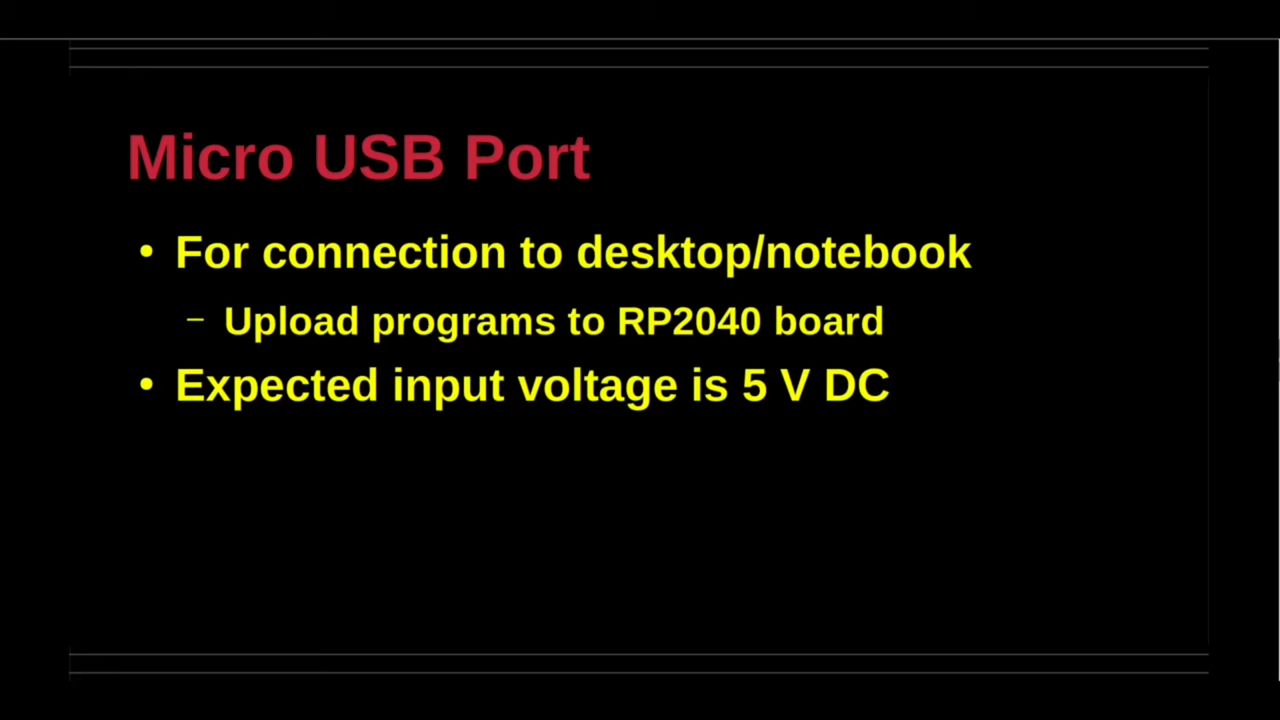 Micro USB Port
• For connection to desktop/notebook
– Upload programs to RP2040 board
• Expected input voltage is 5 V DC